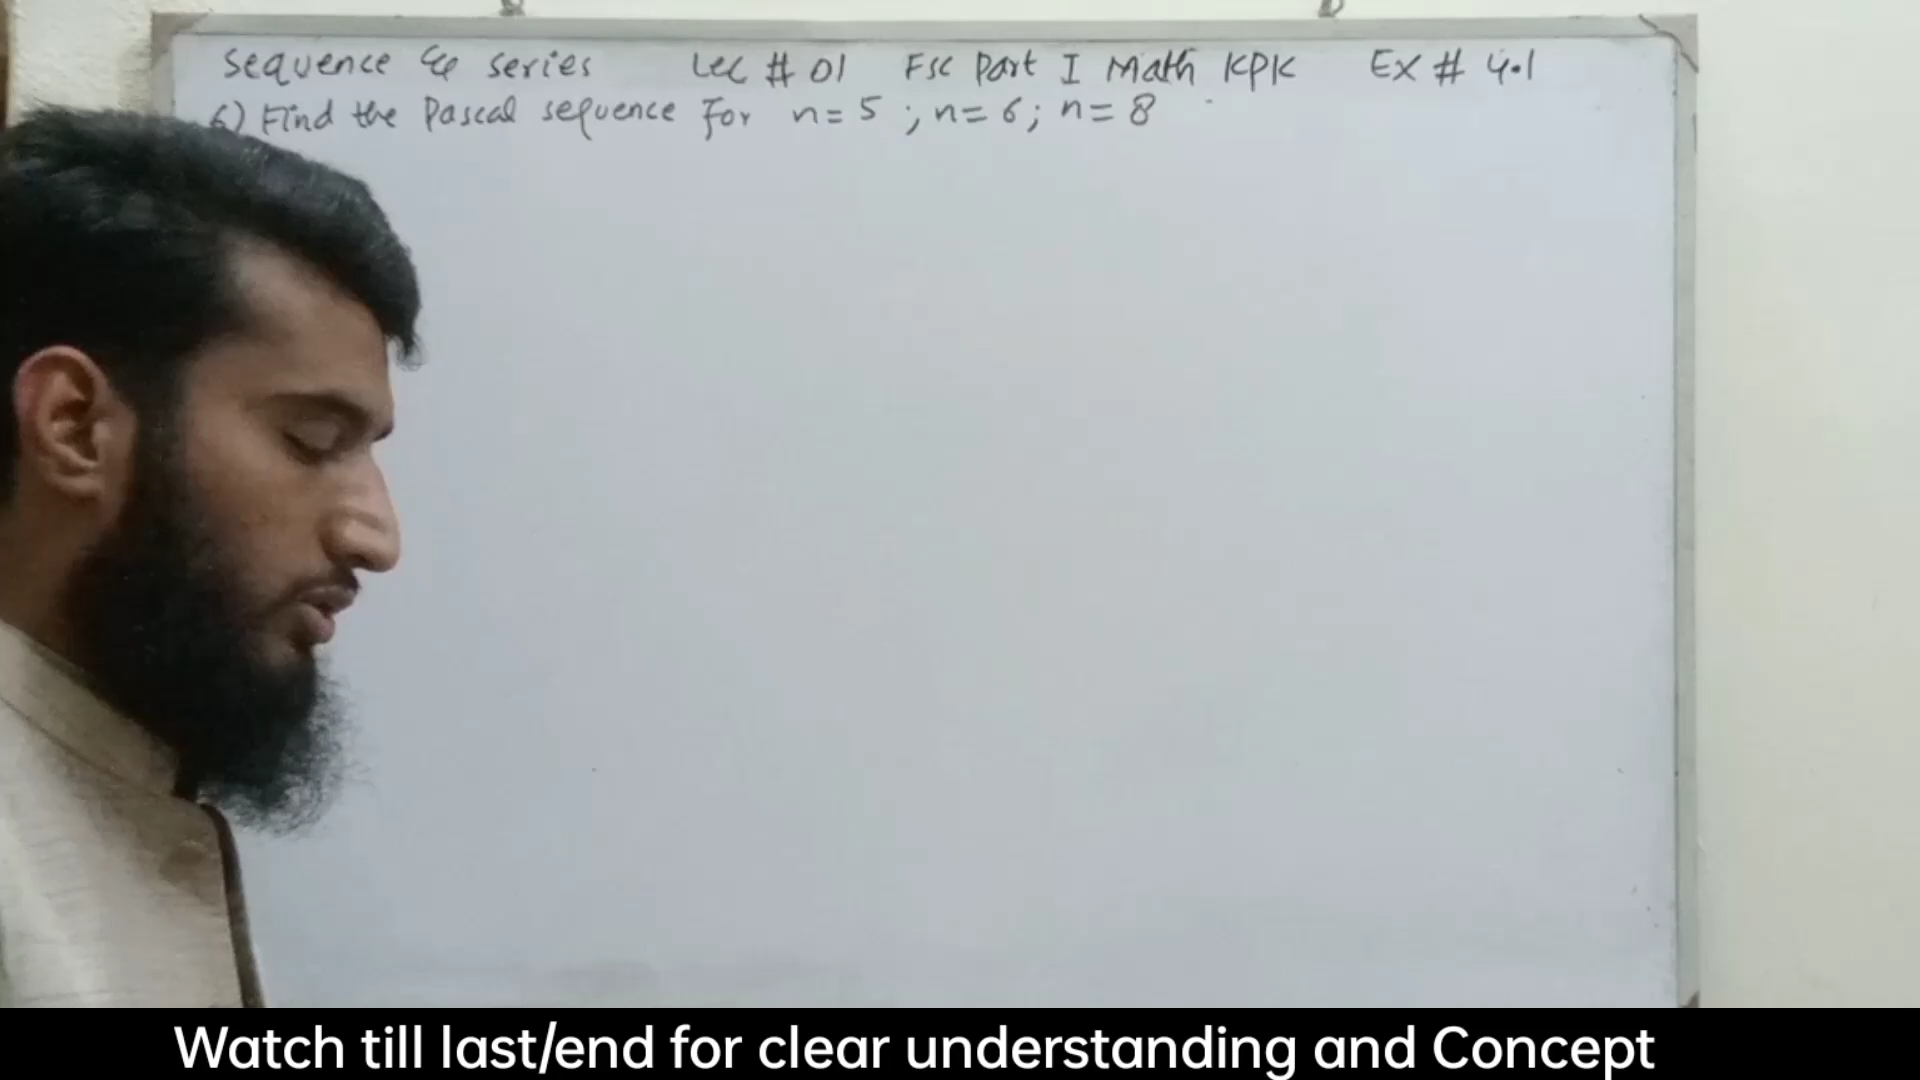 sequence & series Lec # 01 Fsc Part I Math KPK Ex # 4.1
6) Find the Pascal sequence For n=5 ; n=6; n=8
Watch till last/end for clear understanding and Concept